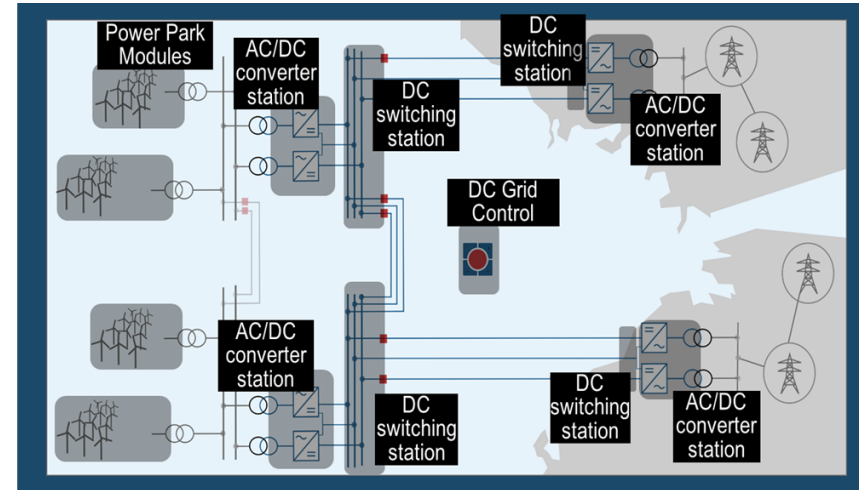 Power Park
Modules
AC/DC
converter
station
DC
switching
station
DC
switching
station
AC/DC
converter
station
DC Grid
Control
AC/DC
converter
station
DC
switching
station
DC
switching
station
AC/DC
converter
station